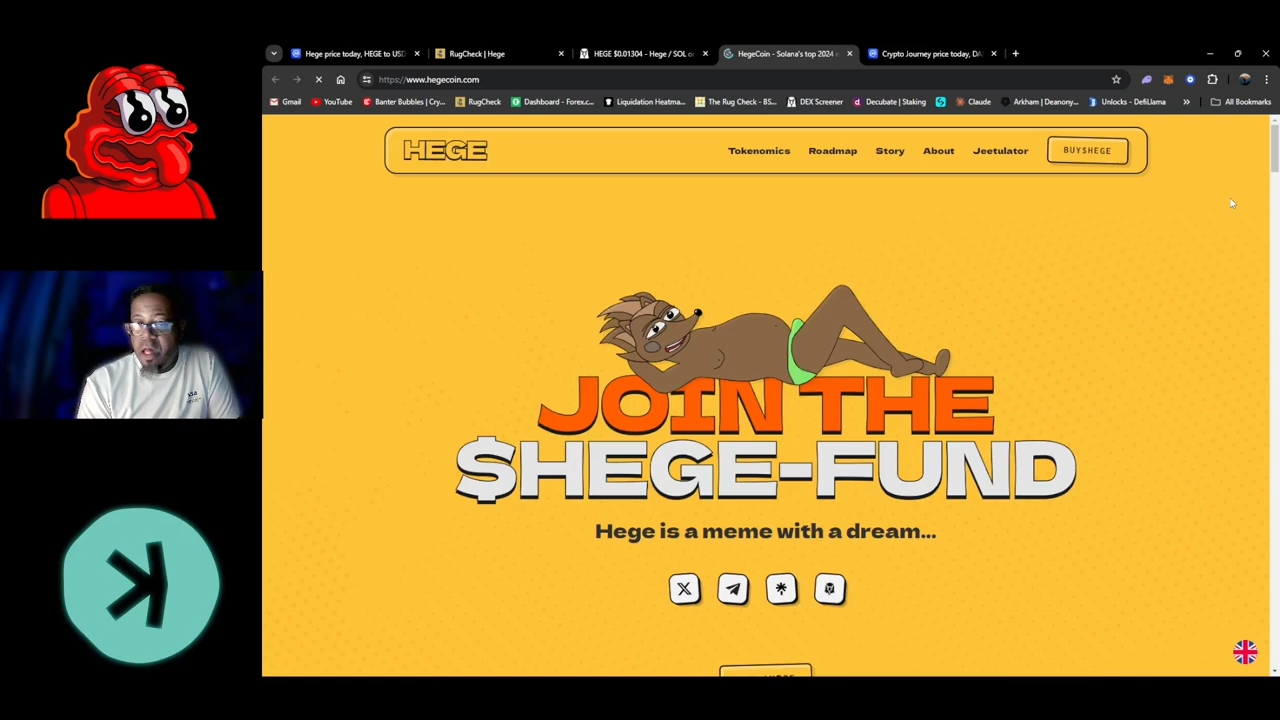 Hege price today, HEGE to USD
RugCheck | Hege
HEGE $0.01304 - Hege / SOL o
HegeCoin - Solana's top 2024
Crypto Journey price today, DA
https://www.hegecoin.com
Gmail
YouTube
Banter Bubbles | Cry...
RugCheck
Dashboard - Forex.c...
Liquidation Heatma...
The Rug Check - BS...
DEX Screener
Decubate | Staking
Claude
Arkham | Deanony...
Unlocks - DefiLlama
All Bookmarks
HEGE
Tokenomics
Roadmap
Story
About
Jeetulator
BUY$HEGE
JOIN THE
$HEGE-FUND
Hege is a meme with a dream...